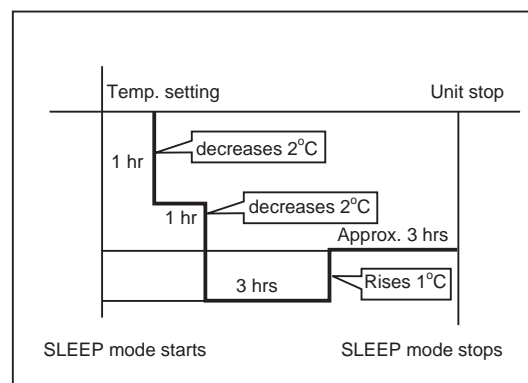 Temp. setting
Unit stop
1 hr
decreases 2°C
1 hr
decreases 2°C
Approx. 3 hrs
3 hrs
Rises 1°C
SLEEP mode starts
SLEEP mode stops